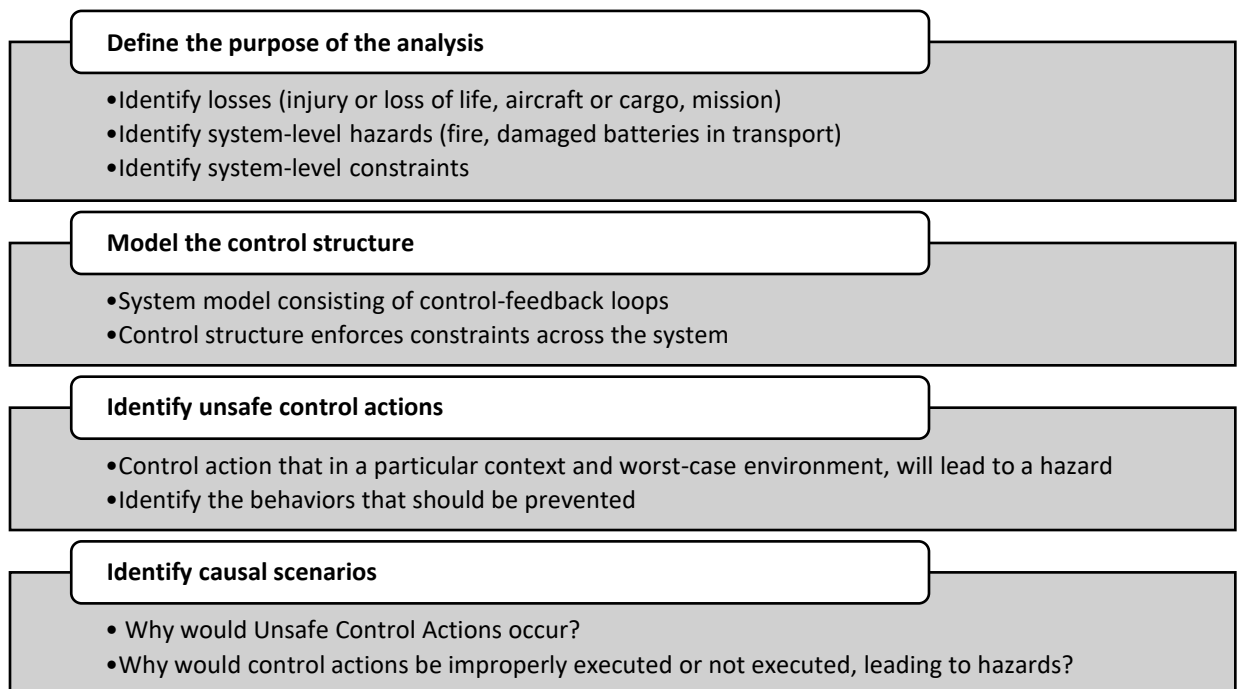 Define the purpose of the analysis
•Identify losses (injury or loss of life, aircraft or cargo, mission)
•Identify system-level hazards (fire, damaged batteries in transport)
•Identify system-level constraints
Model the control structure
•System model consisting of control-feedback loops
•Control structure enforces constraints across the system
Identify unsafe control actions
•Control action that in a particular context and worst-case environment, will lead to a hazard
•Identify the behaviors that should be prevented
Identify causal scenarios
• Why would Unsafe Control Actions occur?
•Why would control actions be improperly executed or not executed, leading to hazards?